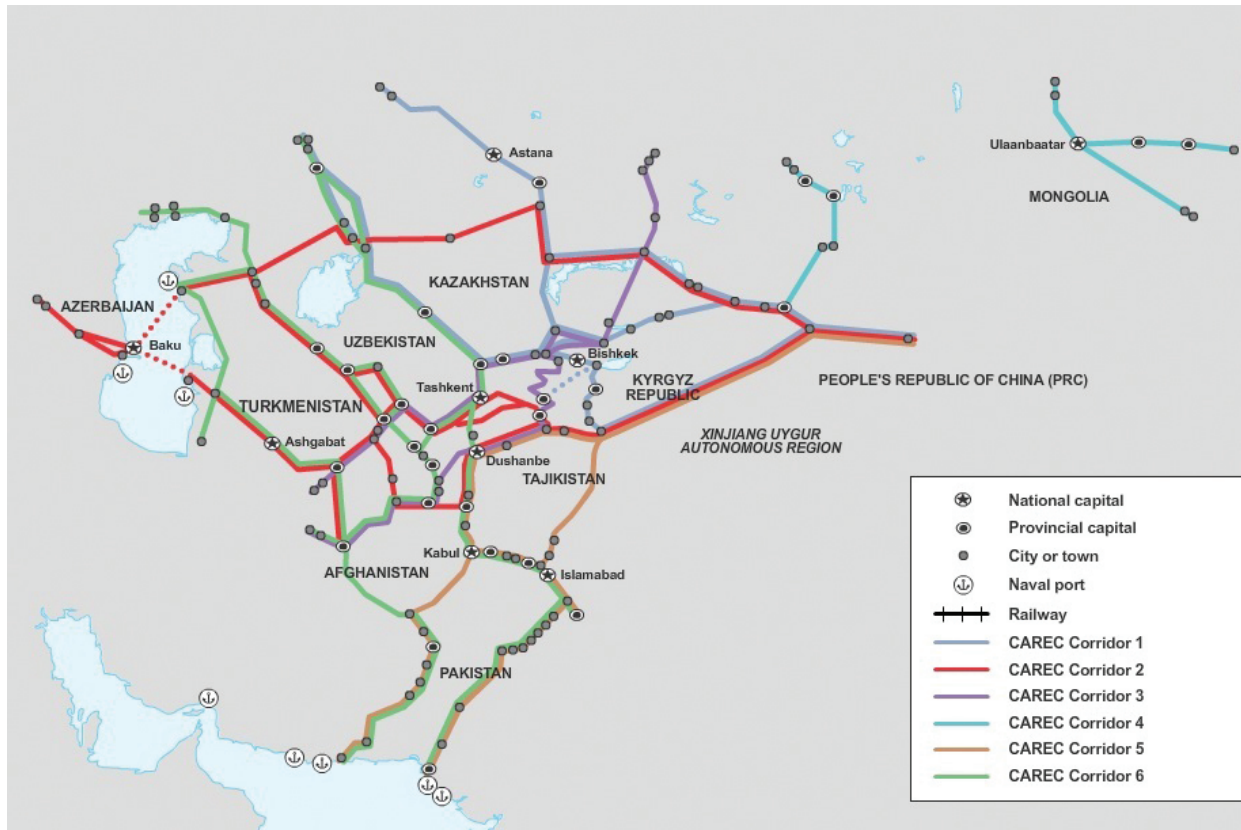 Astana
Ulaanbaatar
MONGOLIA
KAZAKHSTAN
AZERBAIJAN
Baku
UZBEKISTAN
Bishkek
Tashkent
KYRGYZ
REPUBLIC
PEOPLE'S REPUBLIC OF CHINA (PRC)
TURKMENISTAN
Ashgabat
XINJIANG UYGUR
AUTONOMOUS REGION
Dushanbe
TAJIKISTAN
Kabul
Islamabad
AFGHANISTAN
PAKISTAN
National capital
Provincial capital
City or town
Naval port
Railway
CAREC Corridor 1
CAREC Corridor 2
CAREC Corridor 3
CAREC Corridor 4
CAREC Corridor 5
CAREC Corridor 6